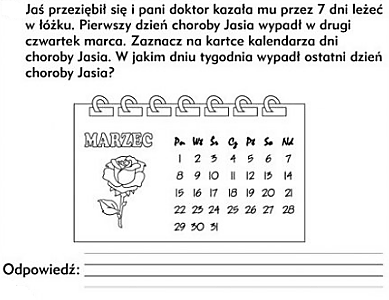 Jaś przeziębił się i pani doktor kazała mu przez 7 dni leżeć
w łóżku. Pierwszy dzień choroby Jasia wypadł w drugi
czwartek marca. Zaznacz na kartce kalendarza dni
choroby Jasia. W jakim dniu tygodnia wypadł ostatni dzień
choroby Jasia?
MARZEC
Pn Wt Śr Cz Pt So Nd
1 2 3 4 5 6 7
8 9 10 11 12 13 14
15 16 17 18 19 20 21
22 23 24 25 26 27 28
29 30 31
Odpowiedź: